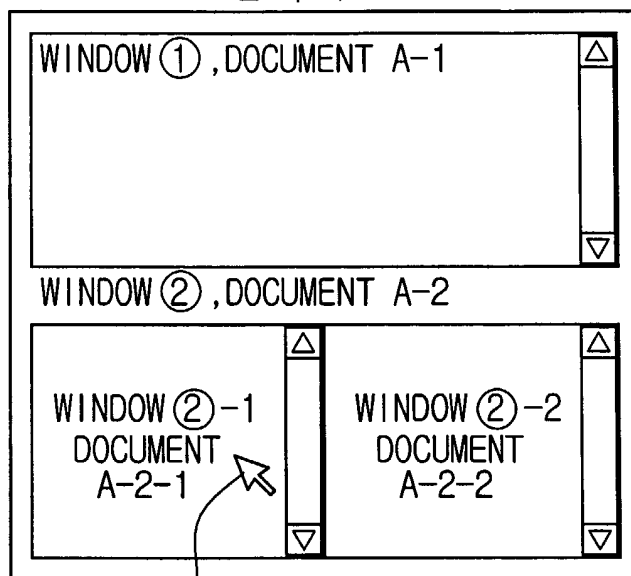 WINDOW ①,DOCUMENT A-1
WINDOW ②,DOCUMENT A-2
WINDOW ②-1
DOCUMENT
A-2-1
WINDOW ②-2
DOCUMENT
A-2-2